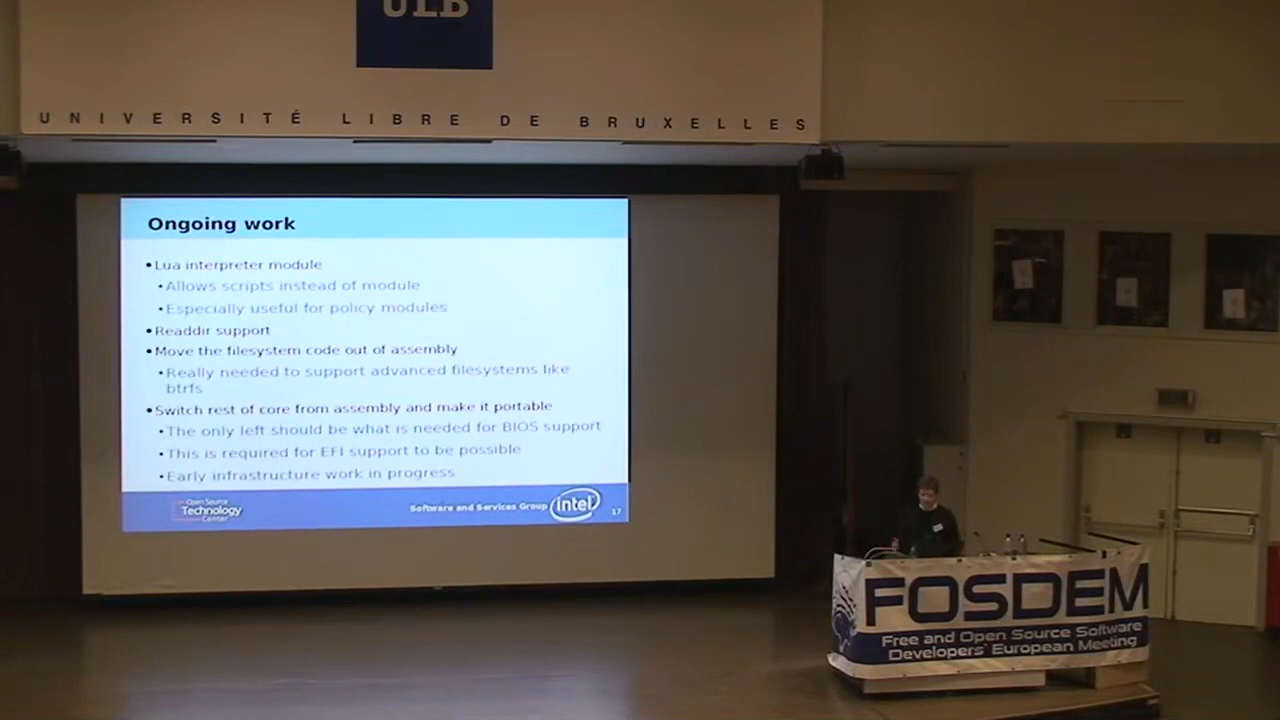 ULB
UNIVERSITÉ LIBRE DE BRUXELLES
Ongoing work
•Lua interpreter module
•Allows scripts instead of module
•Especially useful for policy modules
•Readdir support
•Move the filesystem code out of assembly
•Really needed to support advanced filesystems like
btrfs
•Switch rest of core from assembly and make it portable
•The only left should be what is needed for BIOS support
•This is required for EFI support to be possible
•Early infrastructure work in progress
Open Source
Technology
Center
Software and Services Group
intel
17
FOSDEM
Free and Open Source Software
Developers' European Meeting